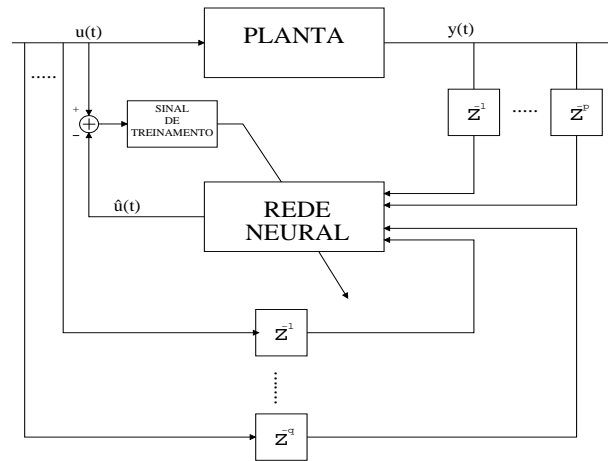 u(t)
PLANTA
y(t)
.....
+
−
SINAL
DE
TREINAMENTO
z⁻¹
.....
z⁻ᵖ
û(t)
REDE
NEURAL
z⁻¹
......
z⁻q